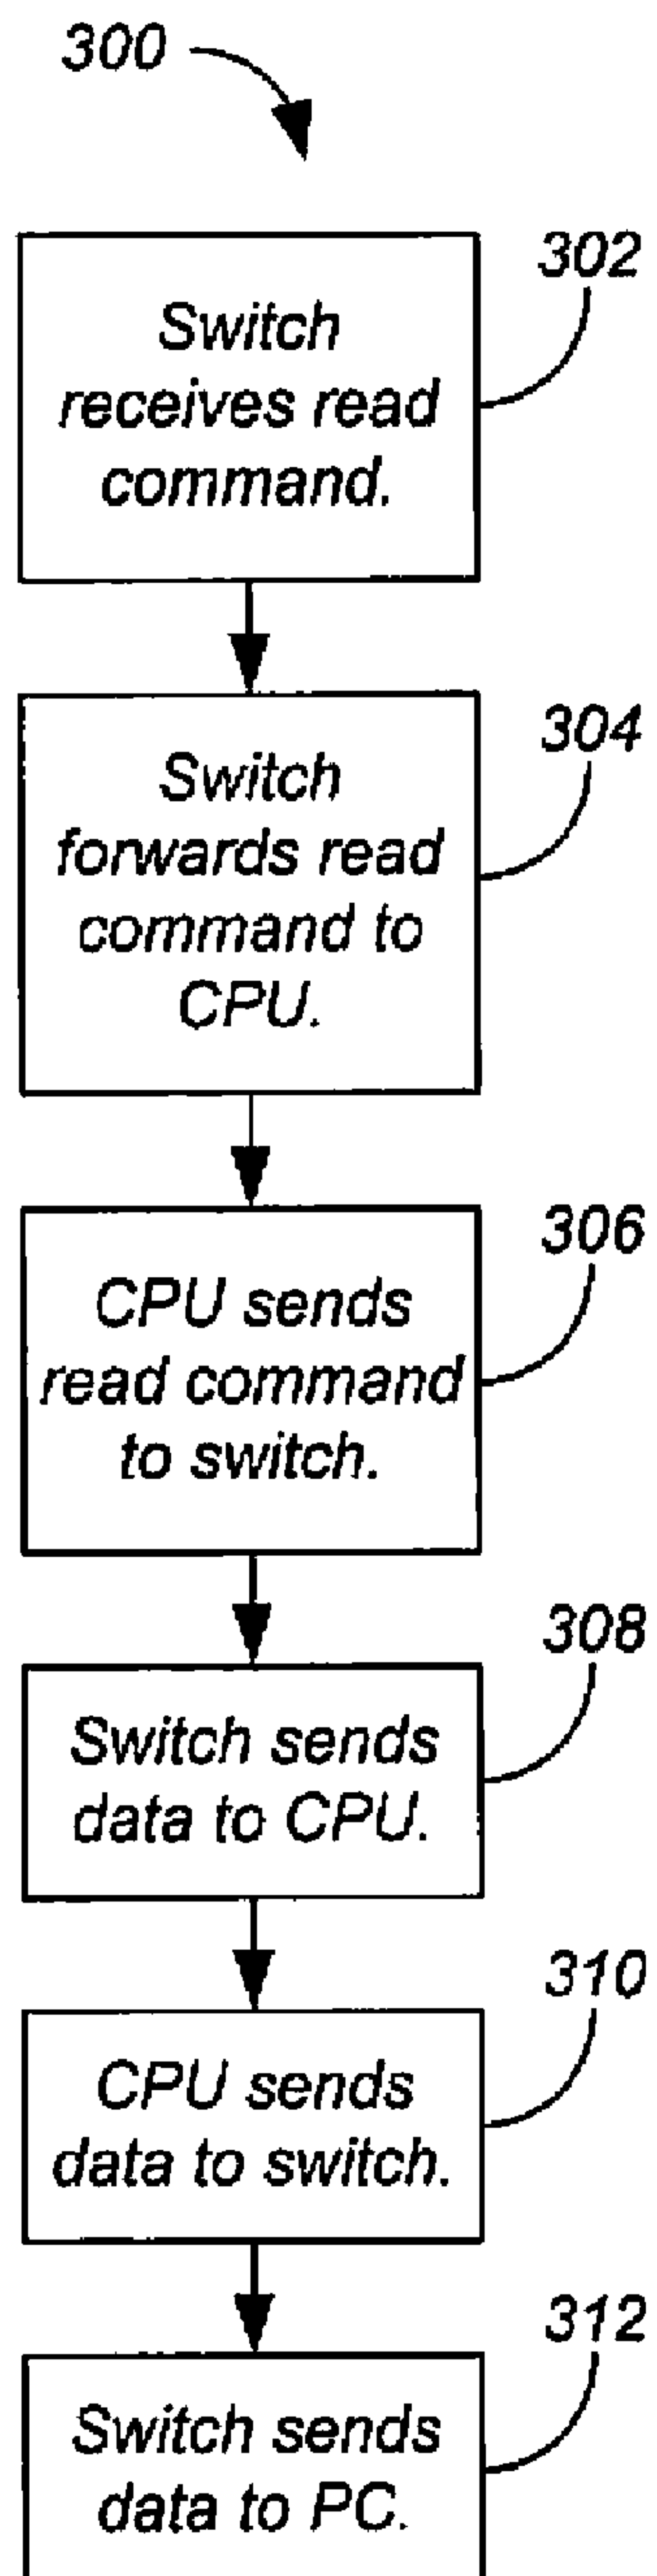 300
302
Switch
receives read
command.
304
Switch
forwards read
command to
CPU.
306
CPU sends
read command
to switch.
308
Switch sends
data to CPU.
310
CPU sends
data to switch.
312
Switch sends
data to PC.